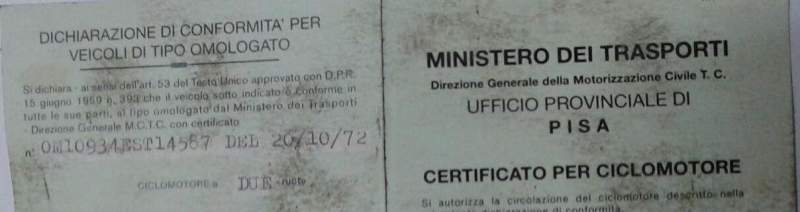 DICHIARAZIONE DI CONFORMITA' PER
VEICOLI DI TIPO OMOLOGATO
Si dichiara - ai sensi dell'art. 53 del Testo Unico approvato con D.P.R.
15 giugno 1959 n. 393 che il veicolo sotto indicato è conforme in
tutte le sue parti, al tipo omologato dal Ministero dei Trasporti
- Direzione Generale M.C.T.C. con certificato
n. OM10934EST14567 DEL 20/10/72
CICLOMOTORE a DUE ruote
MINISTERO DEI TRASPORTI
Direzione Generale della Motorizzazione Civile T. C.
UFFICIO PROVINCIALE DI
PISA
CERTIFICATO PER CICLOMOTORE
Si autorizza la circolazione del ciclomotore descritto nella
dichiarazione di conformità